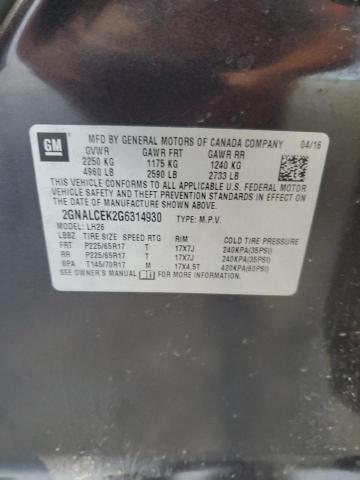 GM
MFD BY GENERAL MOTORS OF CANADA COMPANY 04/16
GVWR GAWR FRT GAWR RR
2250 KG 1175 KG 1240 KG
4960 LB 2590 LB 2733 LB
THIS VEHICLE CONFORMS TO ALL APPLICABLE U.S. FEDERAL MOTOR
VEHICLE SAFETY AND THEFT PREVENTION STANDARDS IN EFFECT ON THE
DATE OF MANUFACTURE SHOWN ABOVE.
2GNALCEK2G6314930 TYPE: M.P.V.
MODEL: LH26
LBBZ TIRE SIZE SPEED RTG RIM COLD TIRE PRESSURE
FRT P225/65R17 T 17X7J 240KPA(35PSI)
RR P225/65R17 T 17X7J 240KPA(35PSI)
SPA T145/70R17 M 17X4.5T 420KPA(60PSI)
SEE OWNER'S MANUAL FOR MORE INFORMATION.